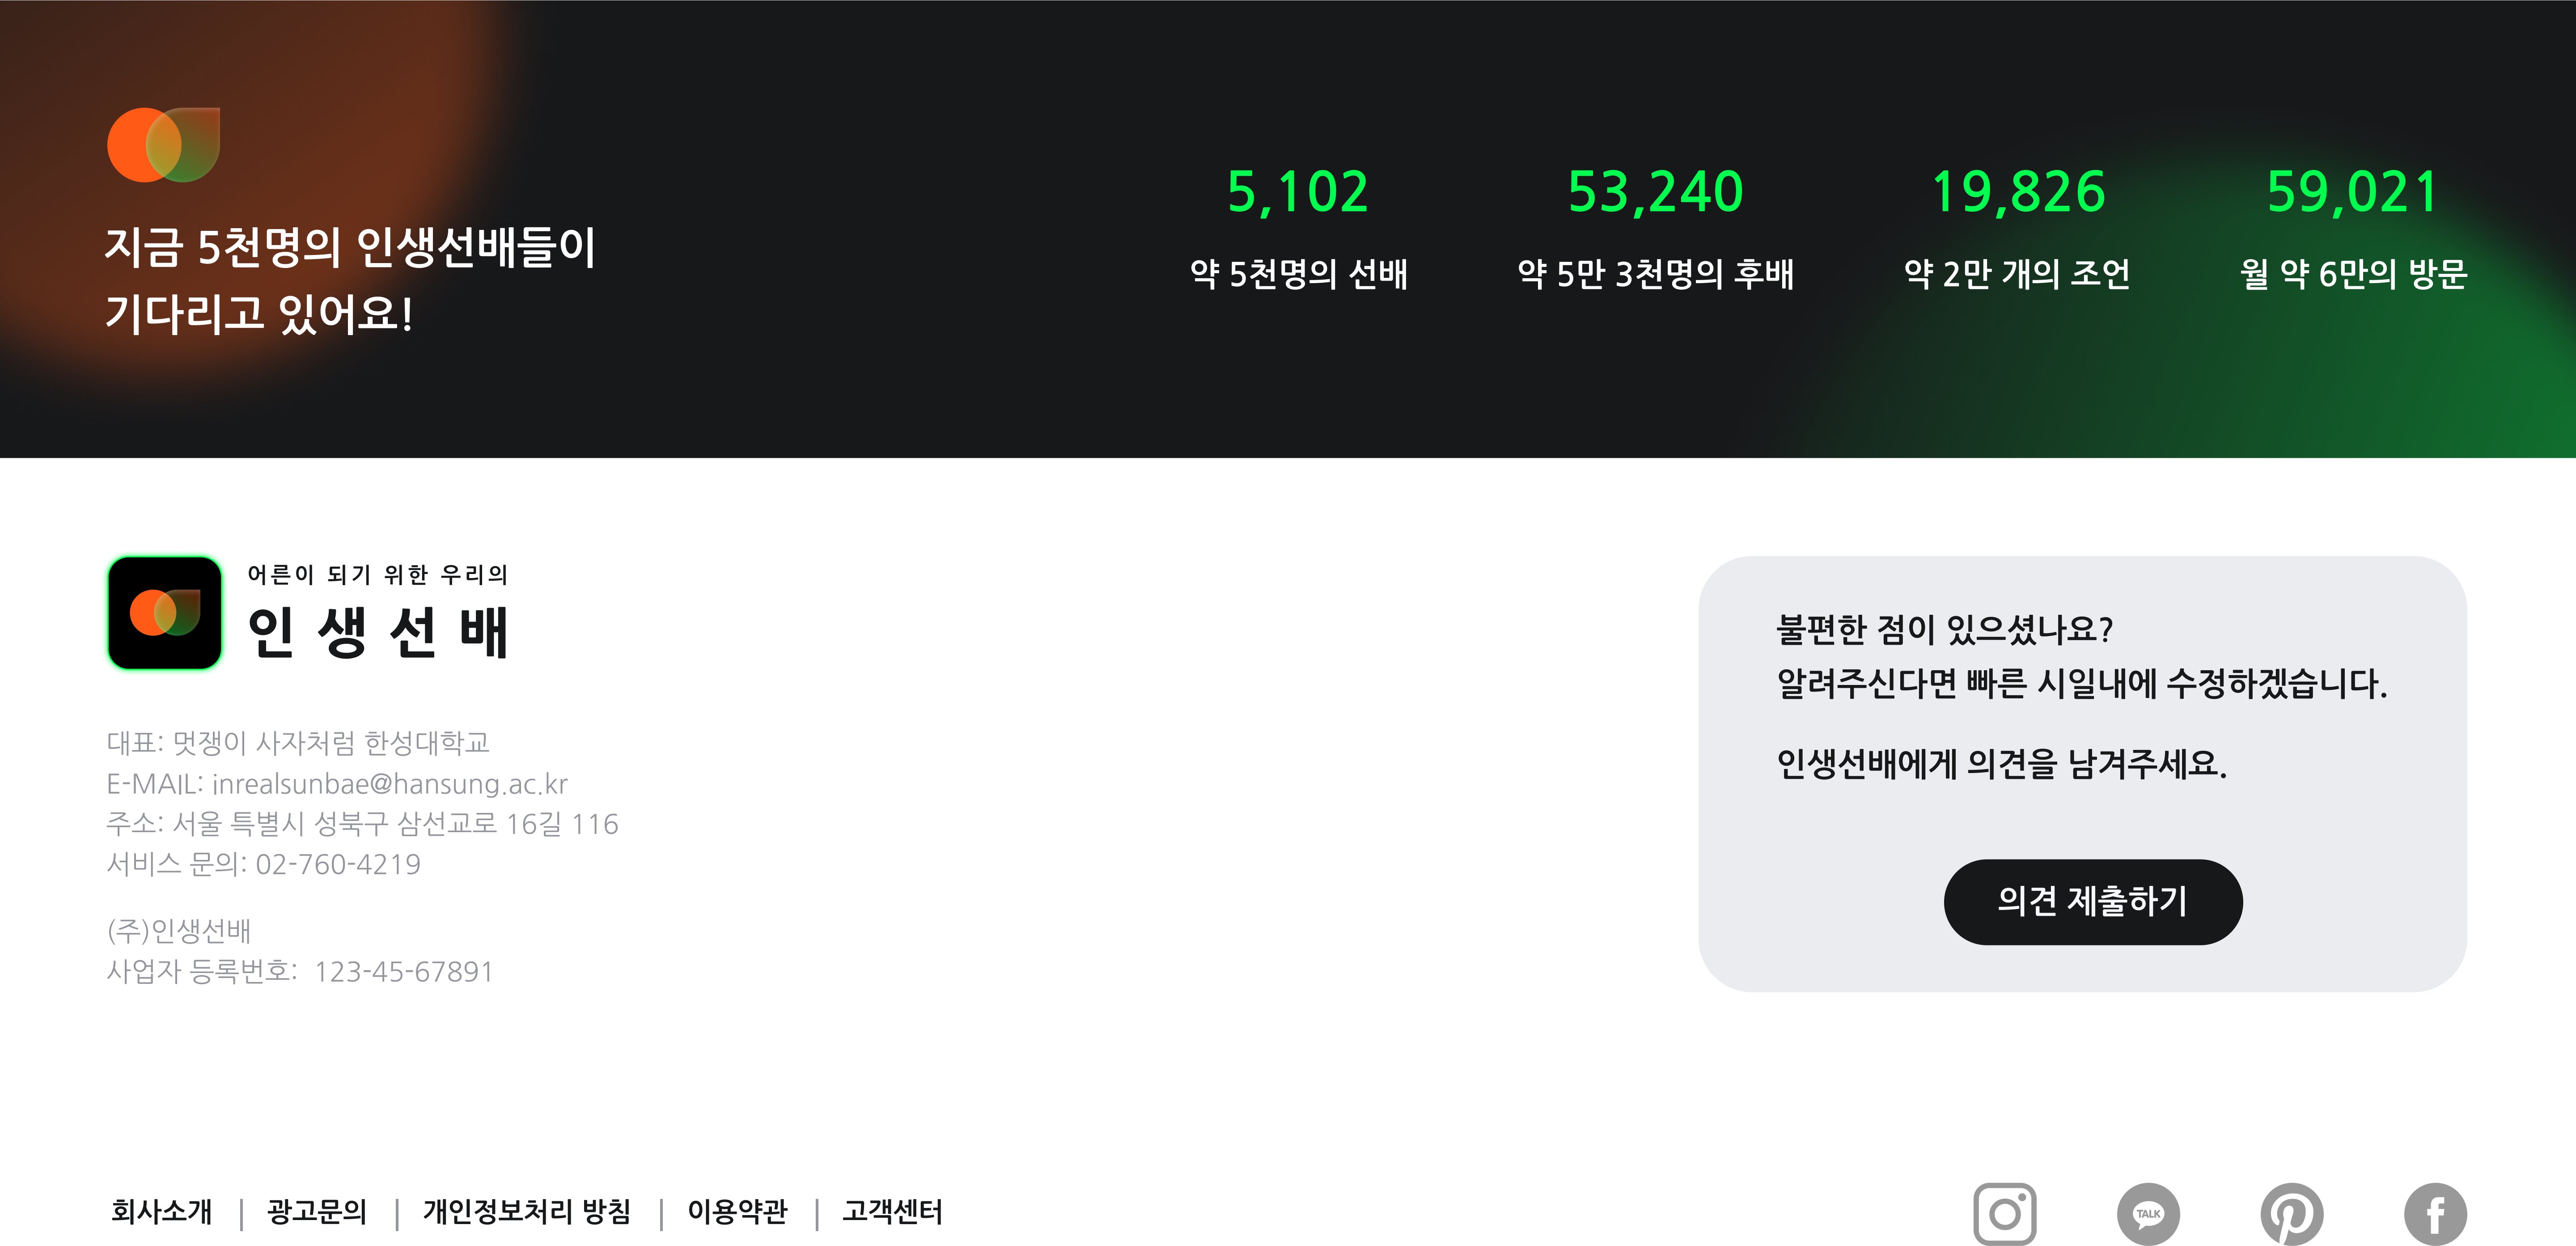 지금 5천명의 인생선배들이
기다리고 있어요!
5,102
약 5천명의 선배
53,240
약 5만 3천명의 후배
19,826
약 2만 개의 조언
59,021
월 약 6만의 방문
어른이 되기 위한 우리의
인생선배
대표: 멋쟁이 사자처럼 한성대학교
E-MAIL: inrealsunbae@hansung.ac.kr
주소: 서울 특별시 성북구 삼선교로 16길 116
서비스 문의: 02-760-4219
(주)인생선배
사업자 등록번호: 123-45-67891
불편한 점이 있으셨나요?
알려주신다면 빠른 시일내에 수정하겠습니다.
인생선배에게 의견을 남겨주세요.
의견 제출하기
회사소개 | 광고문의 | 개인정보처리 방침 | 이용약관 | 고객센터
TALK